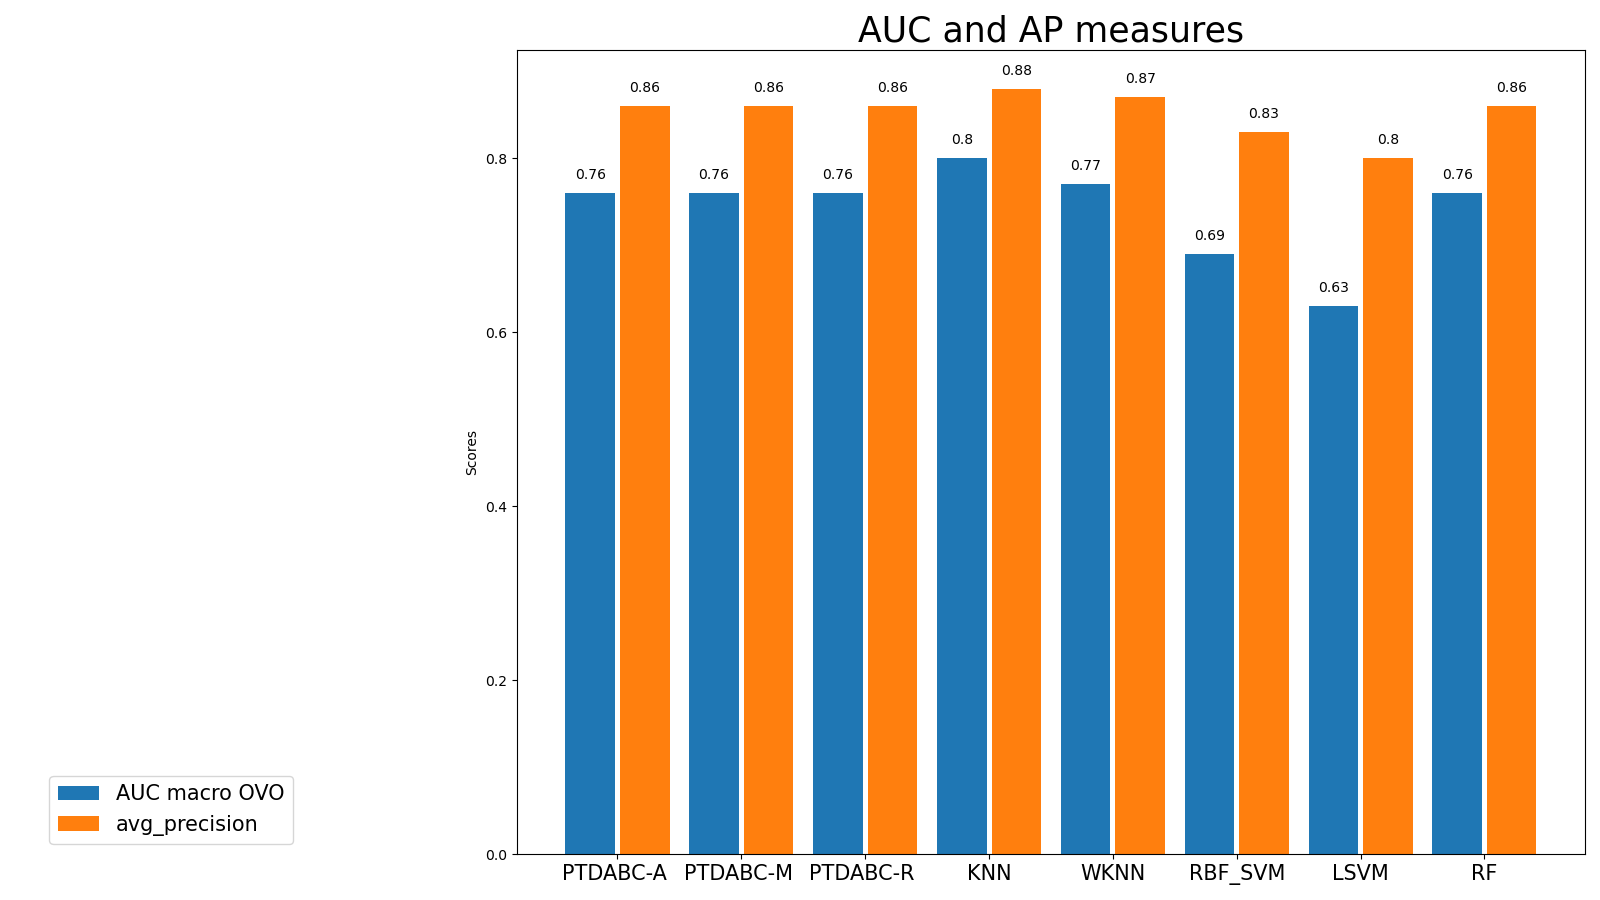 AUC and AP measures
0.86 0.86 0.86 0.88 0.87 0.83 0.8 0.86
0.76 0.76 0.76 0.8 0.77 0.69 0.63 0.76
0.8
0.6
0.4
0.2
0.0
Scores
PTDABC-A PTDABC-M PTDABC-R KNN WKNN RBF_SVM LSVM RF
AUC macro OVO
avg_precision